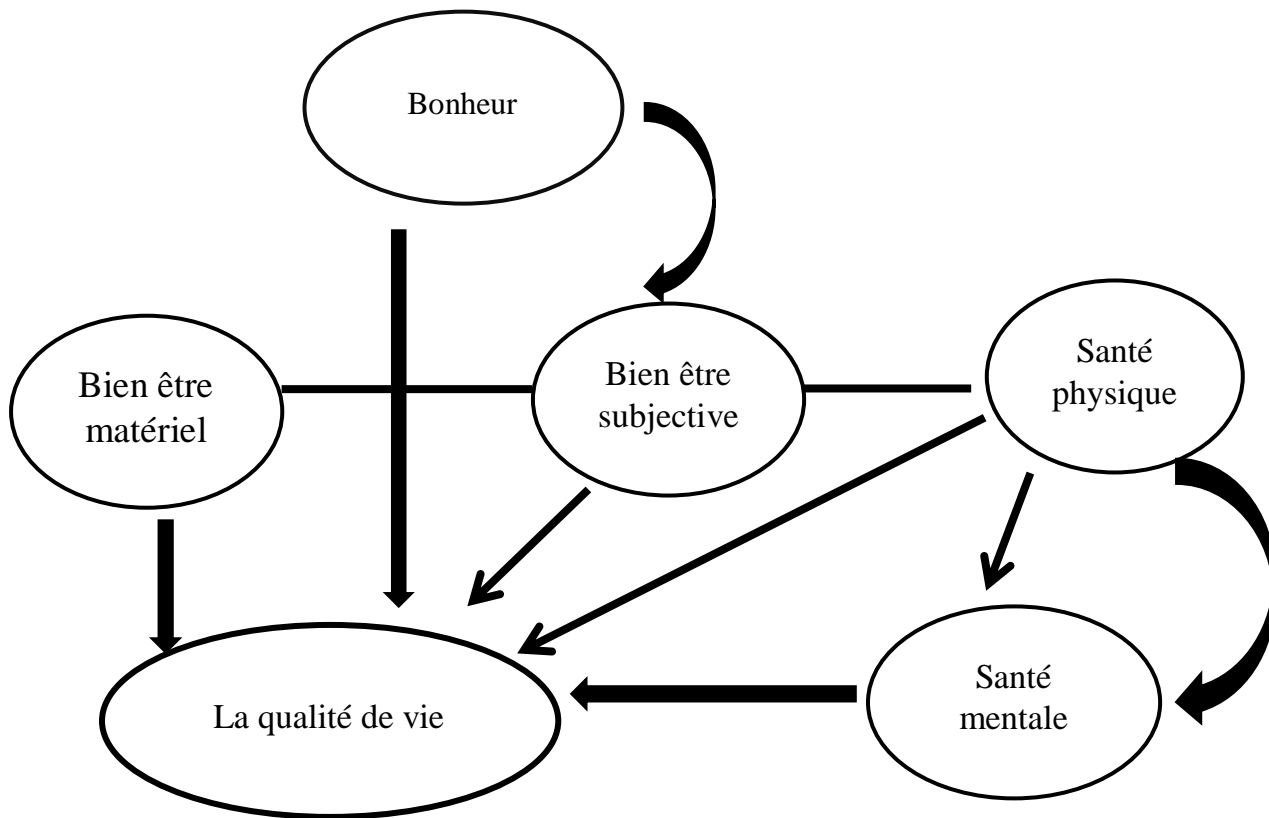 Bonheur
Bien être
matériel
Bien être
subjective
Santé
physique
La qualité de vie
Santé
mentale